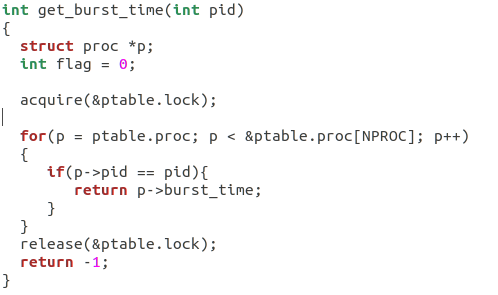 int get_burst_time(int pid)
{
  struct proc *p;
  int flag = 0;

  acquire(&ptable.lock);

  for(p = ptable.proc; p < &ptable.proc[NPROC]; p++)
  {
     if(p->pid == pid){
        return p->burst_time;
     }
  }
  release(&ptable.lock);
  return -1;
}